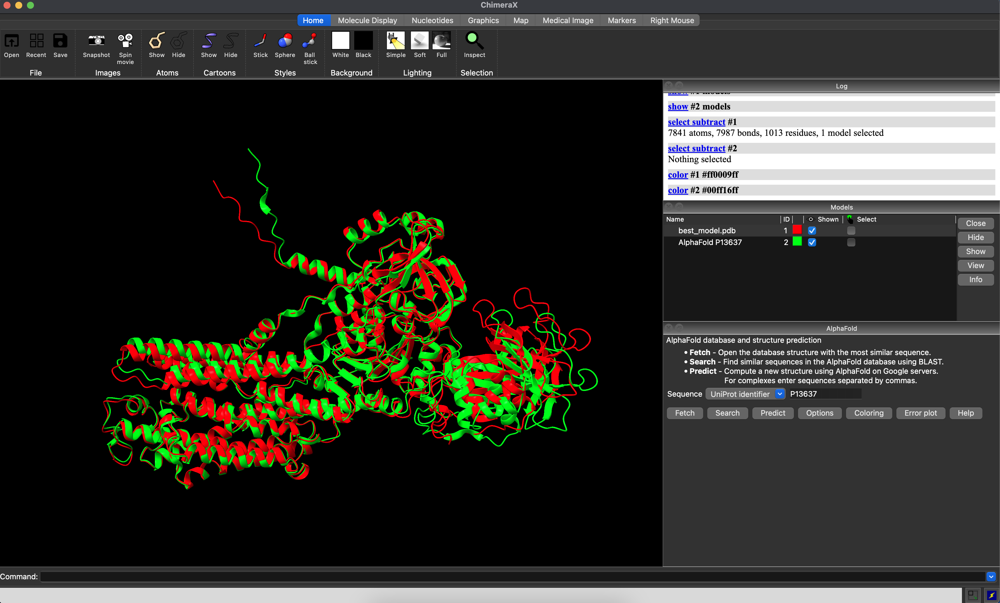 ChimeraX
Home Molecule Display Nucleotides Graphics Map Medical Image Markers Right Mouse
Open Recent Save Snapshot Spin movie Show Hide Show Hide Stick Sphere Ball stick White Black Simple Soft Full Inspect
File Images Atoms Cartoons Styles Background Lighting Selection
Log
show #1 models
show #2 models
select subtract #1
7841 atoms, 7987 bonds, 1013 residues, 1 model selected
select subtract #2
Nothing selected
color #1 #ff0009ff
color #2 #00ff16ff
Models
Name ID Shown Select
best_model.pdb 1
AlphaFold P13637 2
Close
Hide
Show
View
Info
AlphaFold
AlphaFold database and structure prediction
• Fetch - Open the database structure with the most similar sequence.
• Search - Find similar sequences in the AlphaFold database using BLAST.
• Predict - Compute a new structure using AlphaFold on Google servers.
For complexes enter sequences separated by commas.
Sequence UniProt identifier P13637
Fetch Search Predict Options Coloring Error plot Help
Command: